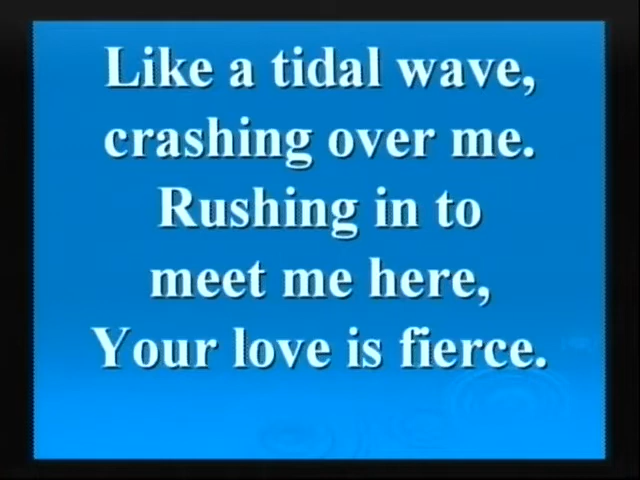 Like a tidal wave,
crashing over me.
Rushing in to
meet me here,
Your love is fierce.